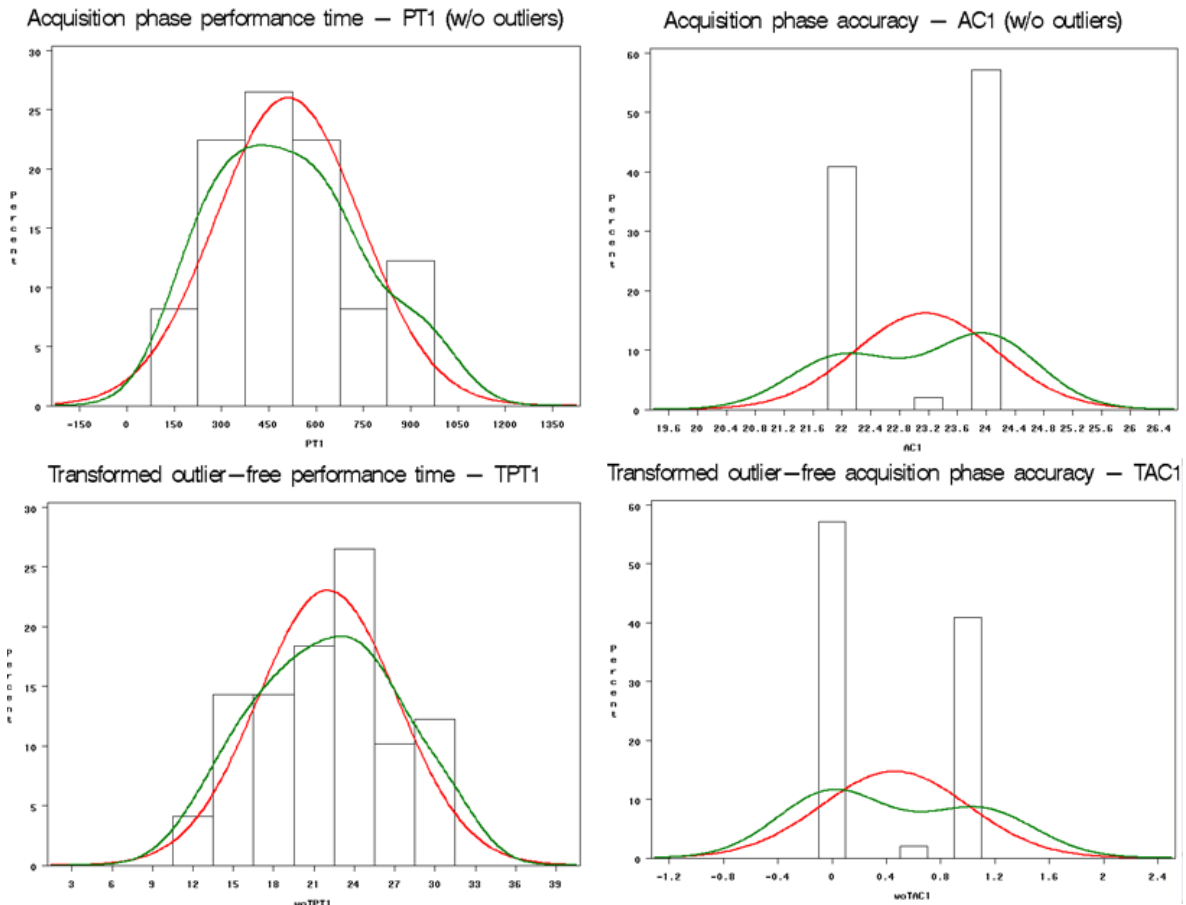 Acquisition phase performance time – PT1 (w/o outliers)
30
25
20
15
10
5
0
Percent
-150 0 150 300 450 600 750 900 1050 1200 1350
PT1
Acquisition phase accuracy – AC1 (w/o outliers)
60
50
40
30
20
10
0
Percent
19.6 20 20.4 20.8 21.2 21.6 22 22.4 22.8 23.2 23.6 24 24.4 24.8 25.2 25.6 26 26.4
AC1
Transformed outlier–free performance time – TPT1
30
25
20
15
10
5
0
Percent
3 6 9 12 15 18 21 24 27 30 33 36 39
woTPT1
Transformed outlier–free acquisition phase accuracy – TAC1
60
50
40
30
20
10
0
Percent
-1.2 -0.8 -0.4 0 0.4 0.8 1.2 1.6 2 2.4
woTAC1